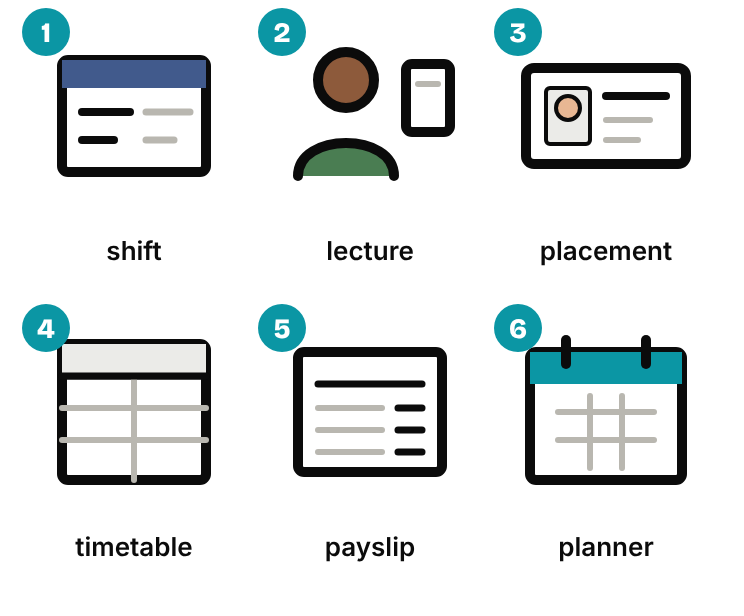 1
2
3
shift
lecture
placement
4
5
6
timetable
payslip
planner